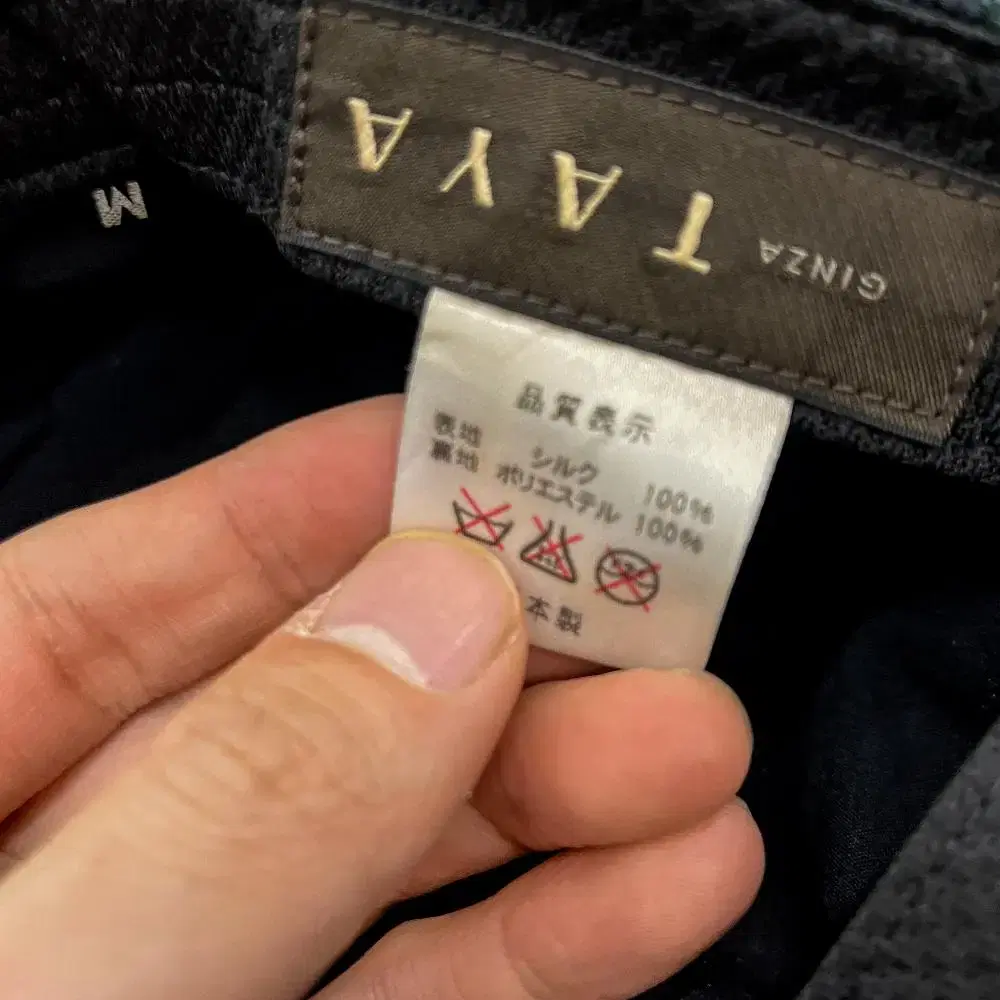 GINZA TAYA
M
品質表示
表地 シルク 100%
裏地 ポリエステル 100%
本製